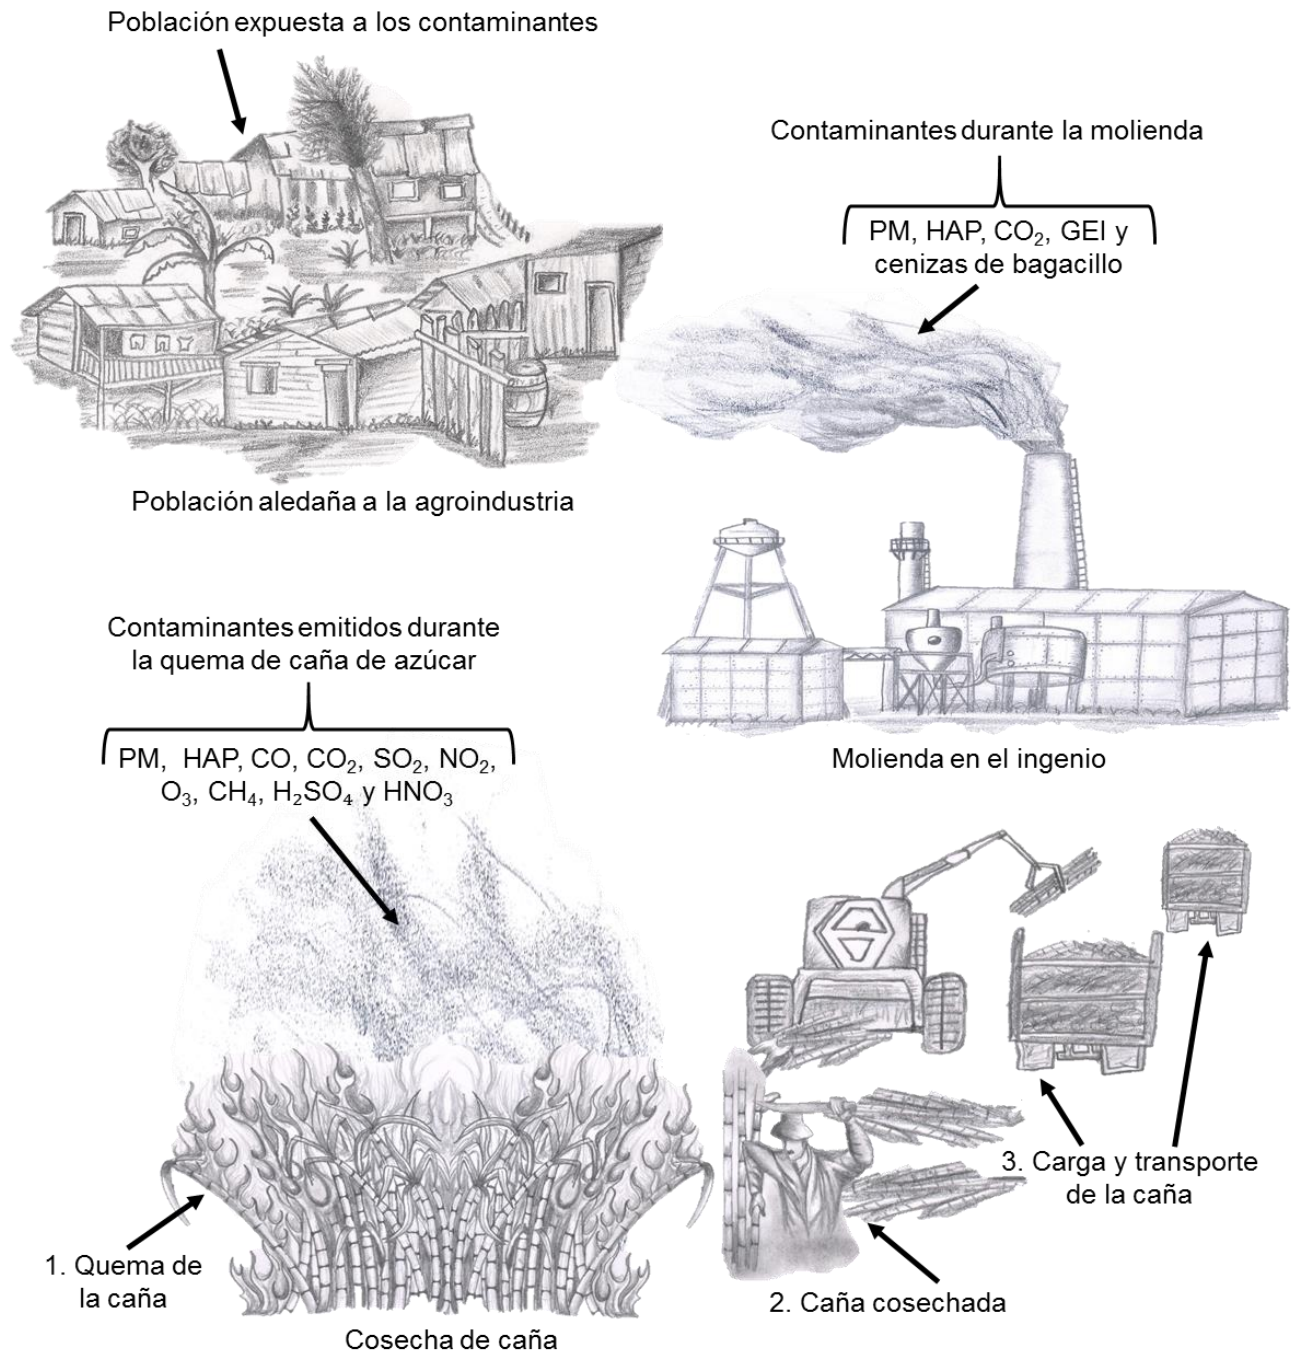 Población expuesta a los contaminantes
Población aledaña a la agroindustria
Contaminantes durante la molienda
PM, HAP, CO₂, GEI y
cenizas de bagacillo
Molienda en el ingenio
Contaminantes emitidos durante
la quema de caña de azúcar
PM, HAP, CO, CO₂, SO₂, NO₂,
O₃, CH₄, H₂SO₄ y HNO₃
1. Quema de
la caña
Cosecha de caña
2. Caña cosechada
3. Carga y transporte
de la caña